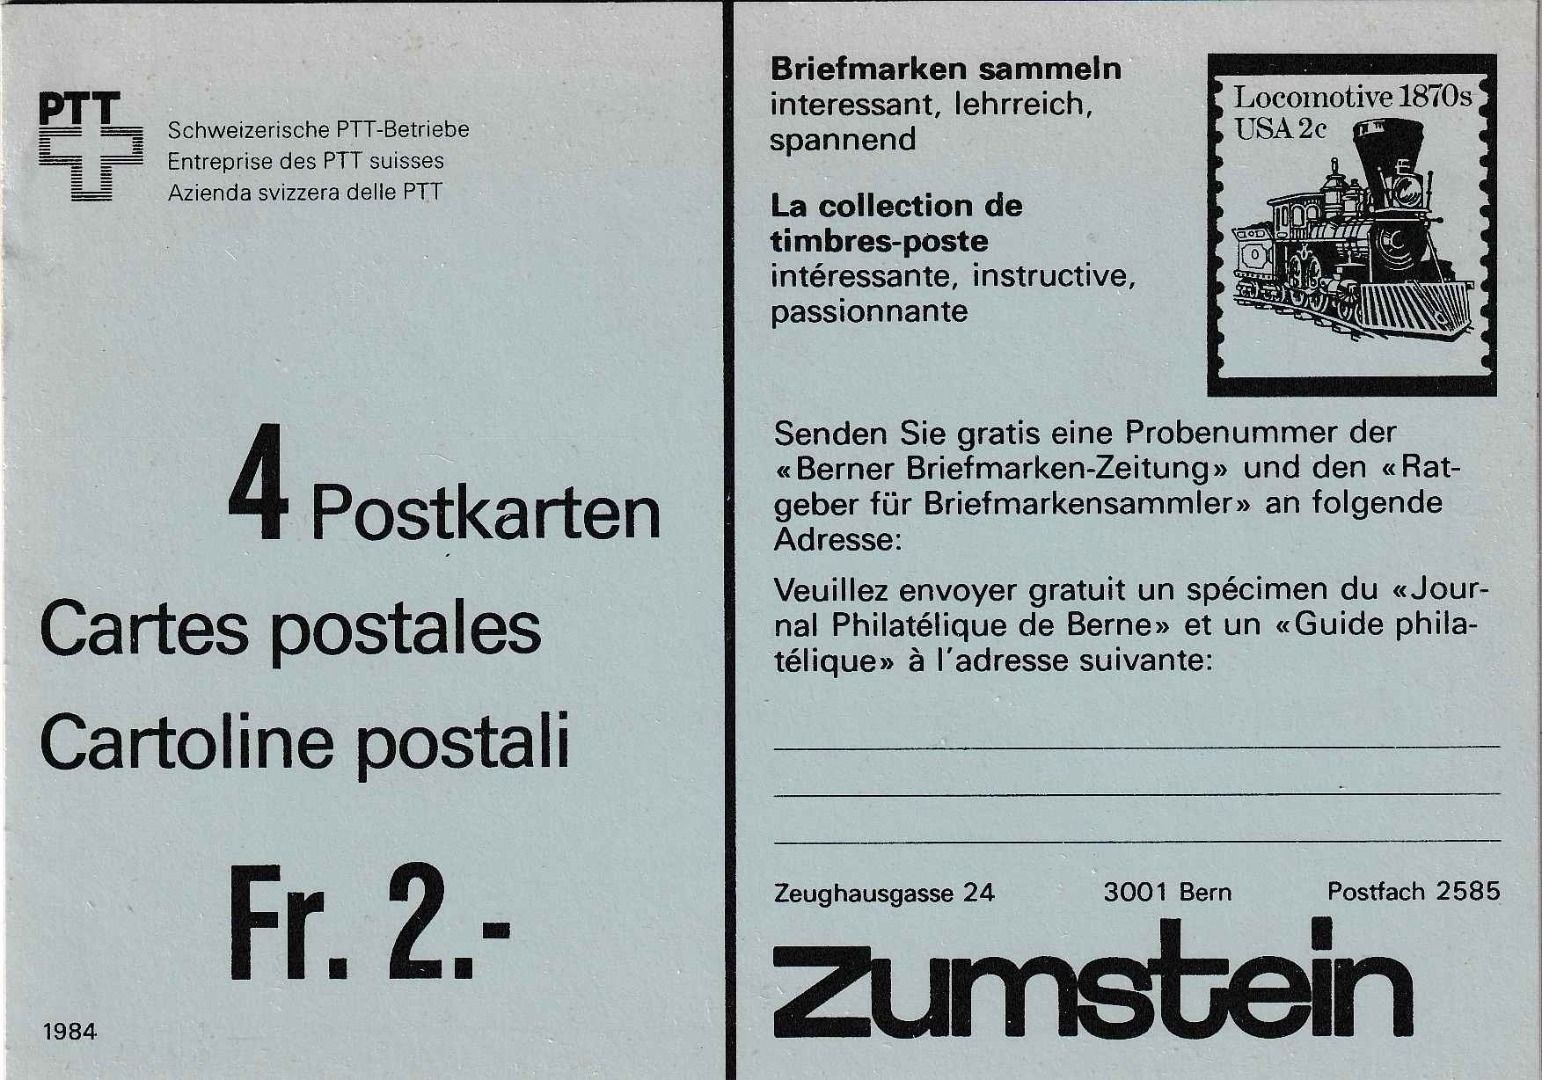 PTT
Schweizerische PTT-Betriebe
Entreprise des PTT suisses
Azienda svizzera delle PTT
4 Postkarten
Cartes postales
Cartoline postali
Fr. 2.-
1984
Briefmarken sammeln
interessant, lehrreich,
spannend
La collection de
timbres-poste
intéressante, instructive,
passionnante
Locomotive 1870s
USA 2c
Senden Sie gratis eine Probenummer der
«Berner Briefmarken-Zeitung» und den «Rat-
geber für Briefmarkensammler» an folgende
Adresse:
Veuillez envoyer gratuit un spécimen du «Jour-
nal Philatélique de Berne» et un «Guide phila-
télique» à l'adresse suivante:
Zeughausgasse 24 3001 Bern Postfach 2585
zumstein